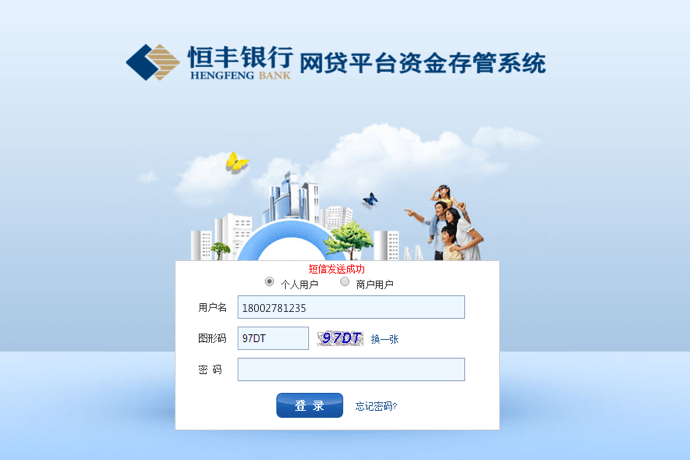 恒丰银行 网贷平台资金存管系统
HENGFENG BANK
短信发送成功
个人用户 商户用户
用户名 18002781235
图形码 97DT 97DT 换一张
密 码
登 录 忘记密码?